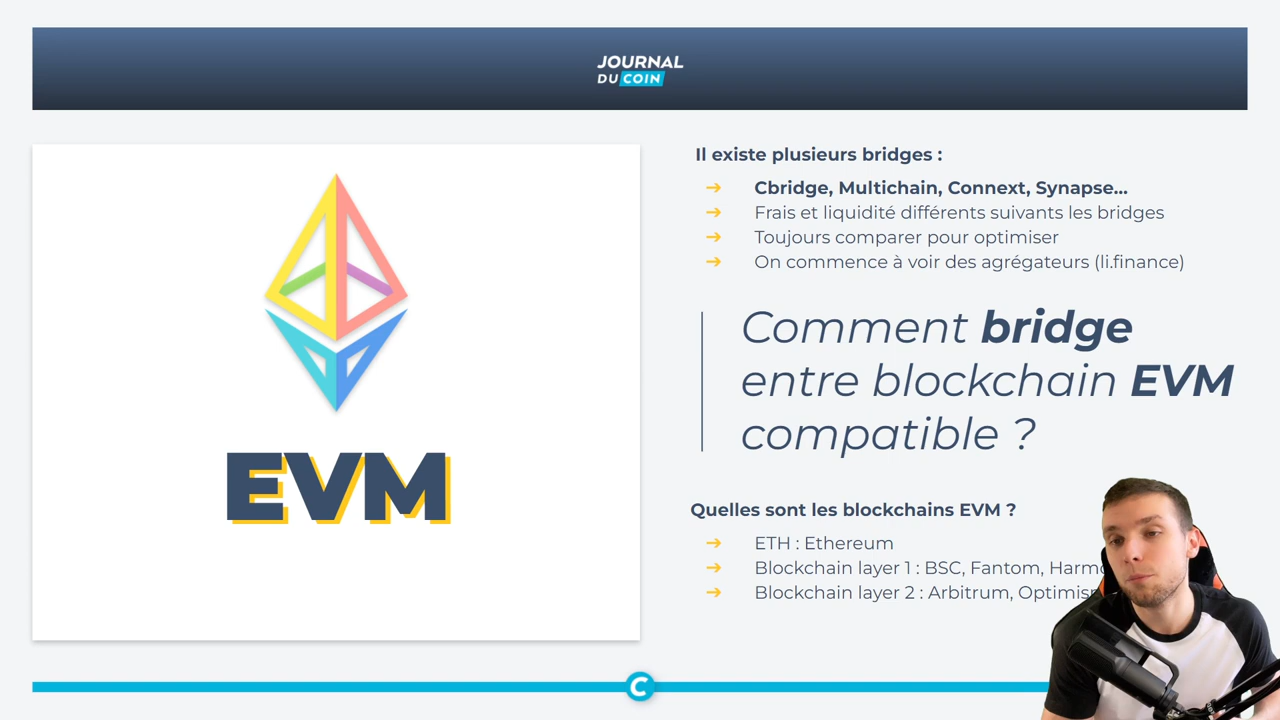 JOURNAL
DU COIN
Il existe plusieurs bridges :
➔ Cbridge, Multichain, Connext, Synapse...
➔ Frais et liquidité différents suivants les bridges
➔ Toujours comparer pour optimiser
➔ On commence à voir des agrégateurs (li.finance)
Comment bridge
entre blockchain EVM
compatible ?
EVM
Quelles sont les blockchains EVM ?
➔ ETH : Ethereum
➔ Blockchain layer 1 : BSC, Fantom,
➔ Blockchain layer 2 : Arbitrum,
C